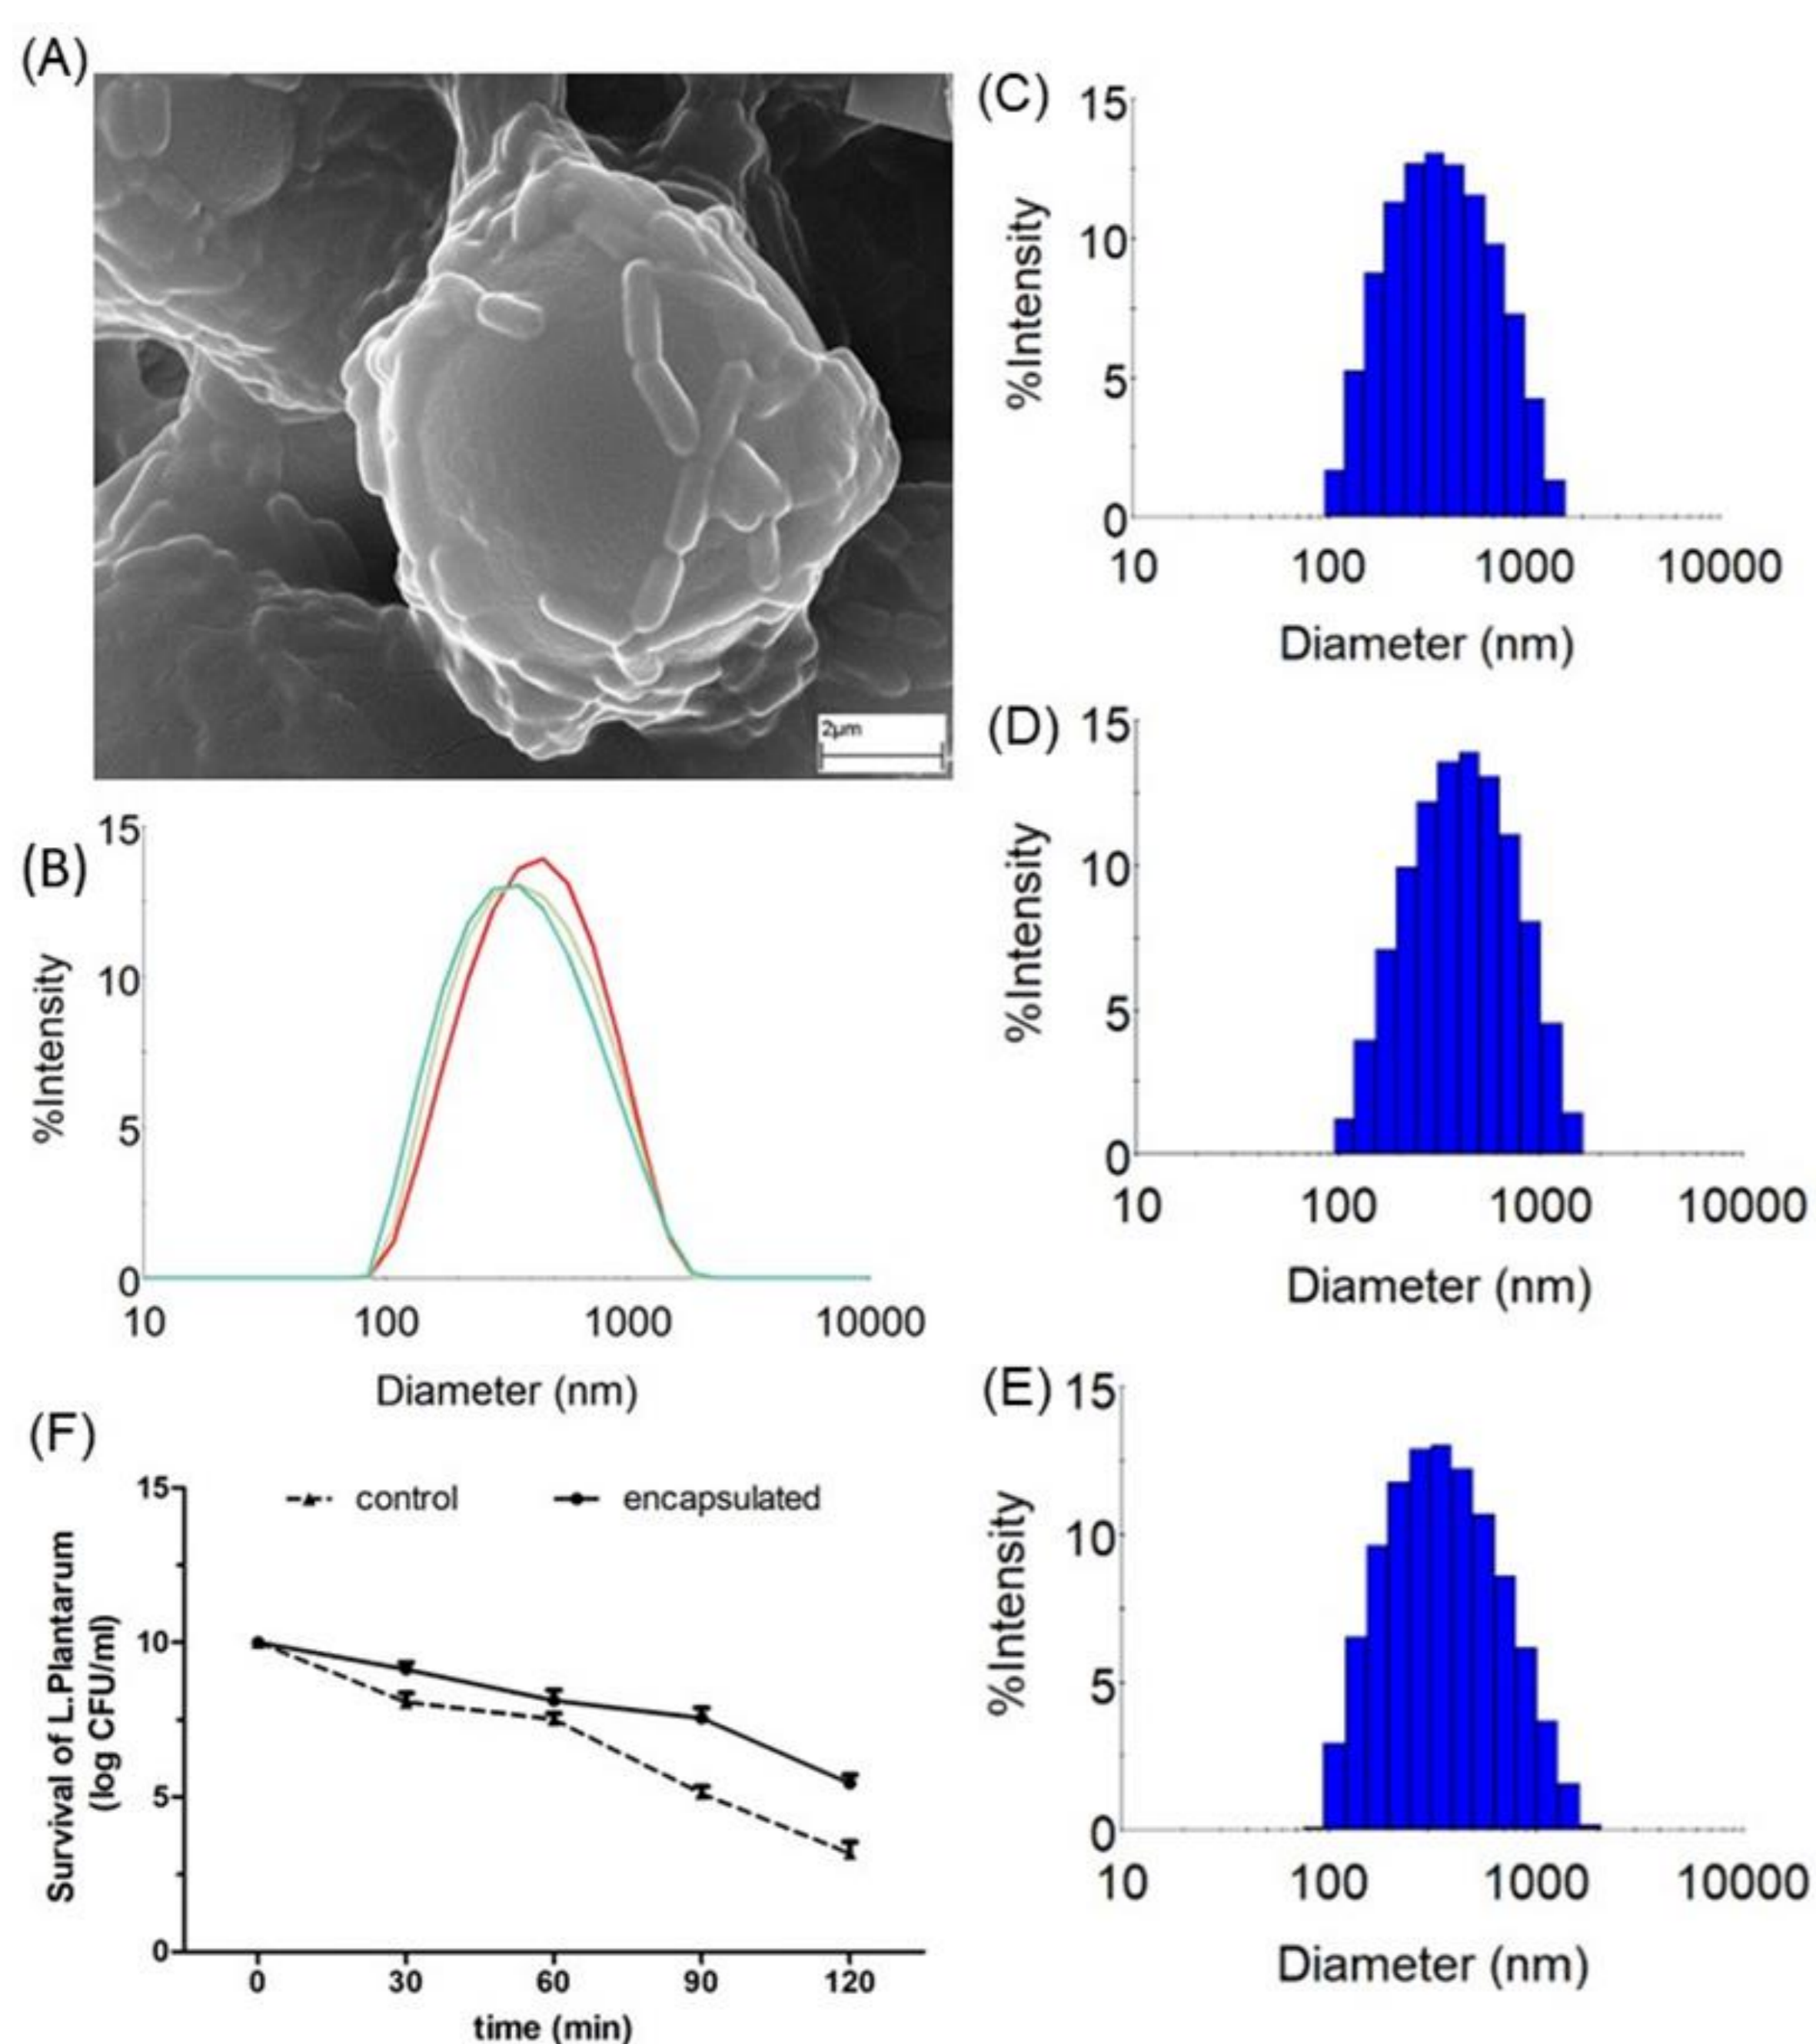 (A)
2µm
(B)
15
10
5
0
%Intensity
10 100 1000 10000
Diameter (nm)
(C)
15
10
5
0
%Intensity
10 100 1000 10000
Diameter (nm)
(D)
15
10
5
0
%Intensity
10 100 1000 10000
Diameter (nm)
(E)
15
10
5
0
%Intensity
10 100 1000 10000
Diameter (nm)
(F)
control encapsulated
15
10
5
0
Survival of L.Plantarum
(log CFU/ml)
0 30 60 90 120
time (min)